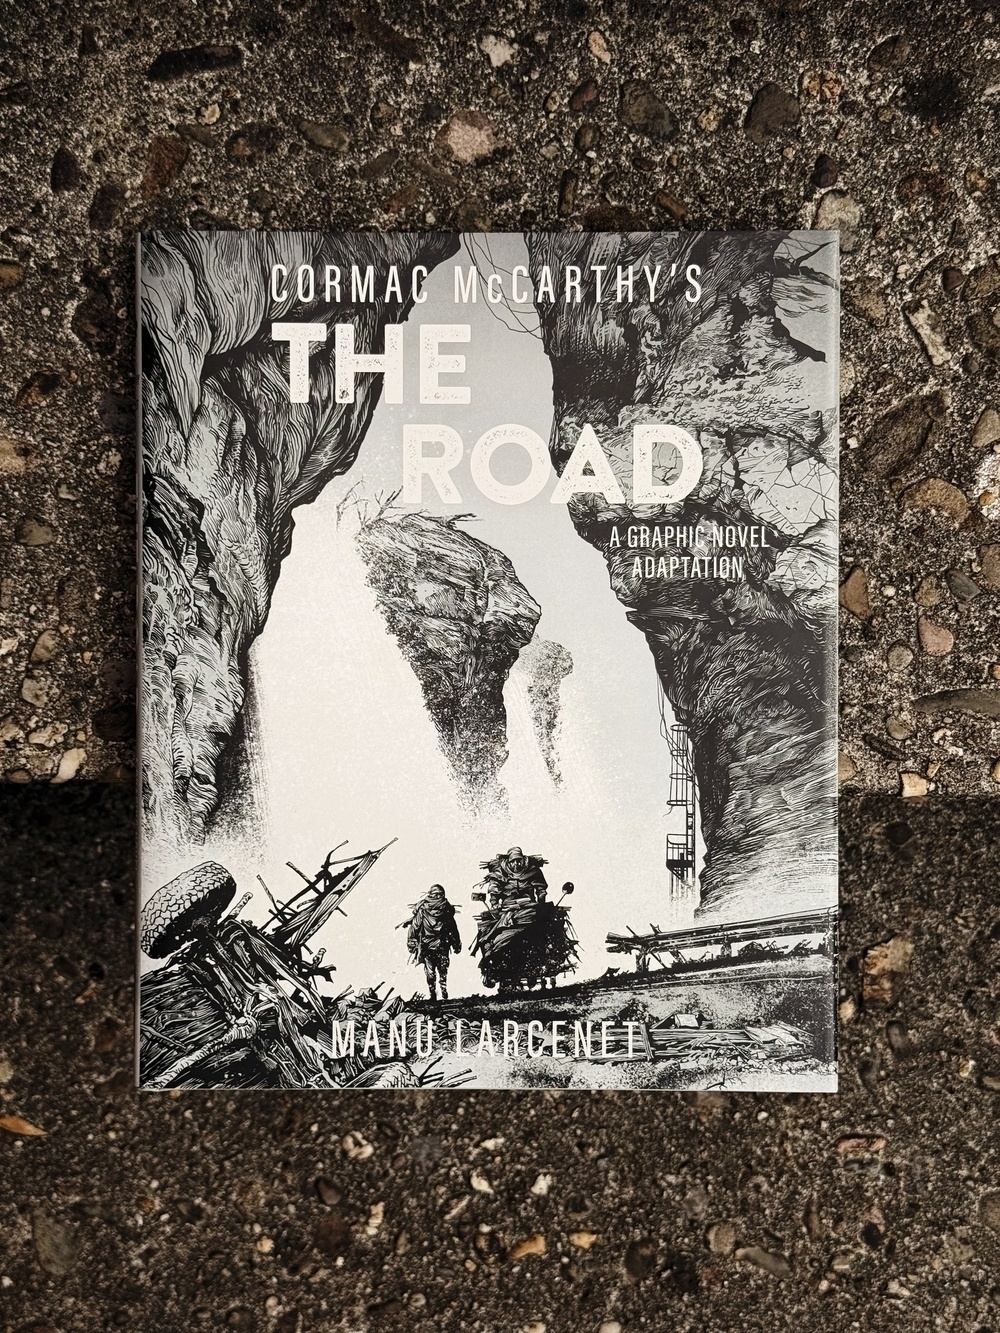 CORMAC McCARTHY'S
THE
ROAD
A GRAPHIC NOVEL
ADAPTATION
MANU LARCENET